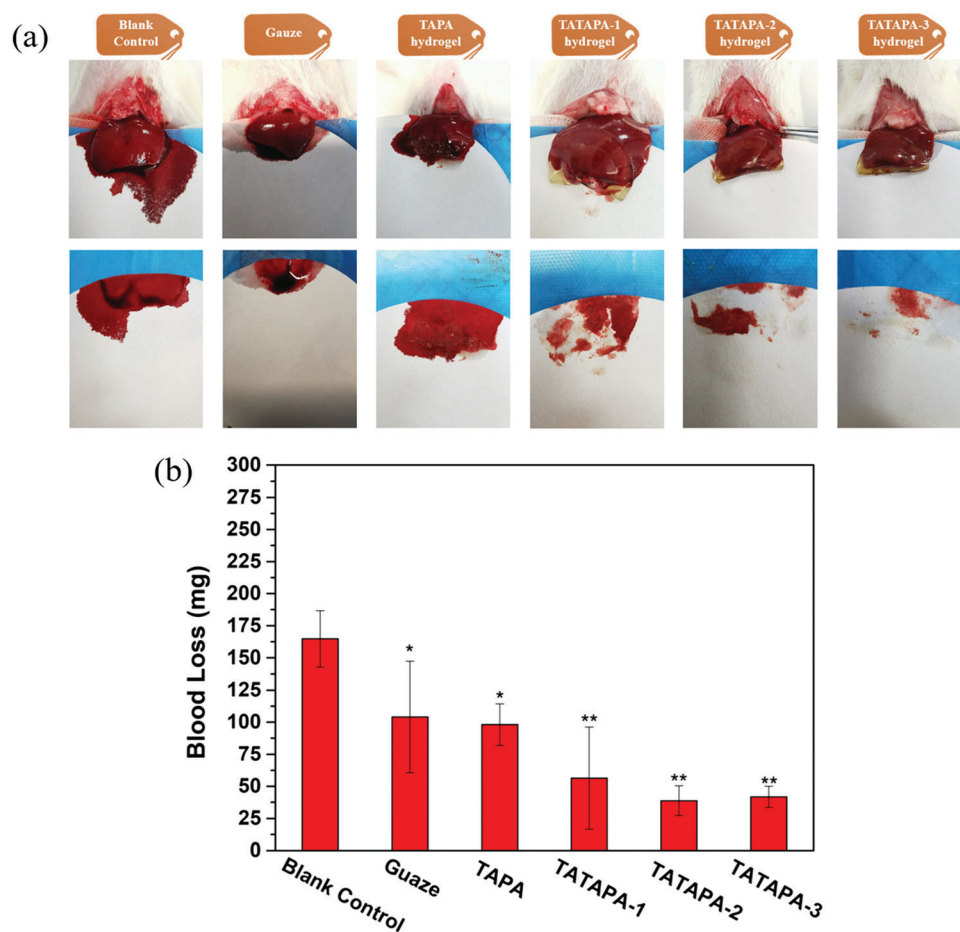 (a)
Blank
Control
Gauze
TAPA
hydrogel
TATAPA-1
hydrogel
TATAPA-2
hydrogel
TATAPA-3
hydrogel
(b)
Blood Loss (mg)
300
275
250
225
200
175
150
125
100
75
50
25
0
*
*
**
**
**
Blank Control
Guaze
TAPA
TATAPA-1
TATAPA-2
TATAPA-3